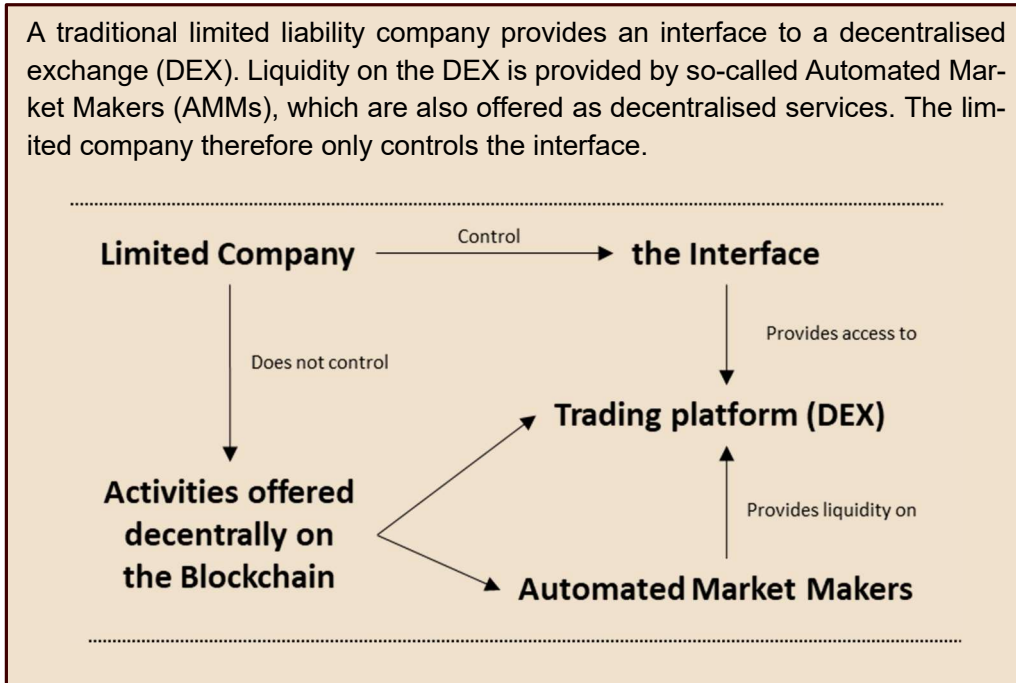 A traditional limited liability company provides an interface to a decentralised
exchange (DEX). Liquidity on the DEX is provided by so-called Automated Mar-
ket Makers (AMMs), which are also offered as decentralised services. The lim-
ited company therefore only controls the interface.
Limited Company
Control
the Interface
Does not control
Provides access to
Trading platform (DEX)
Activities offered
decentrally on
the Blockchain
Provides liquidity on
Automated Market Makers